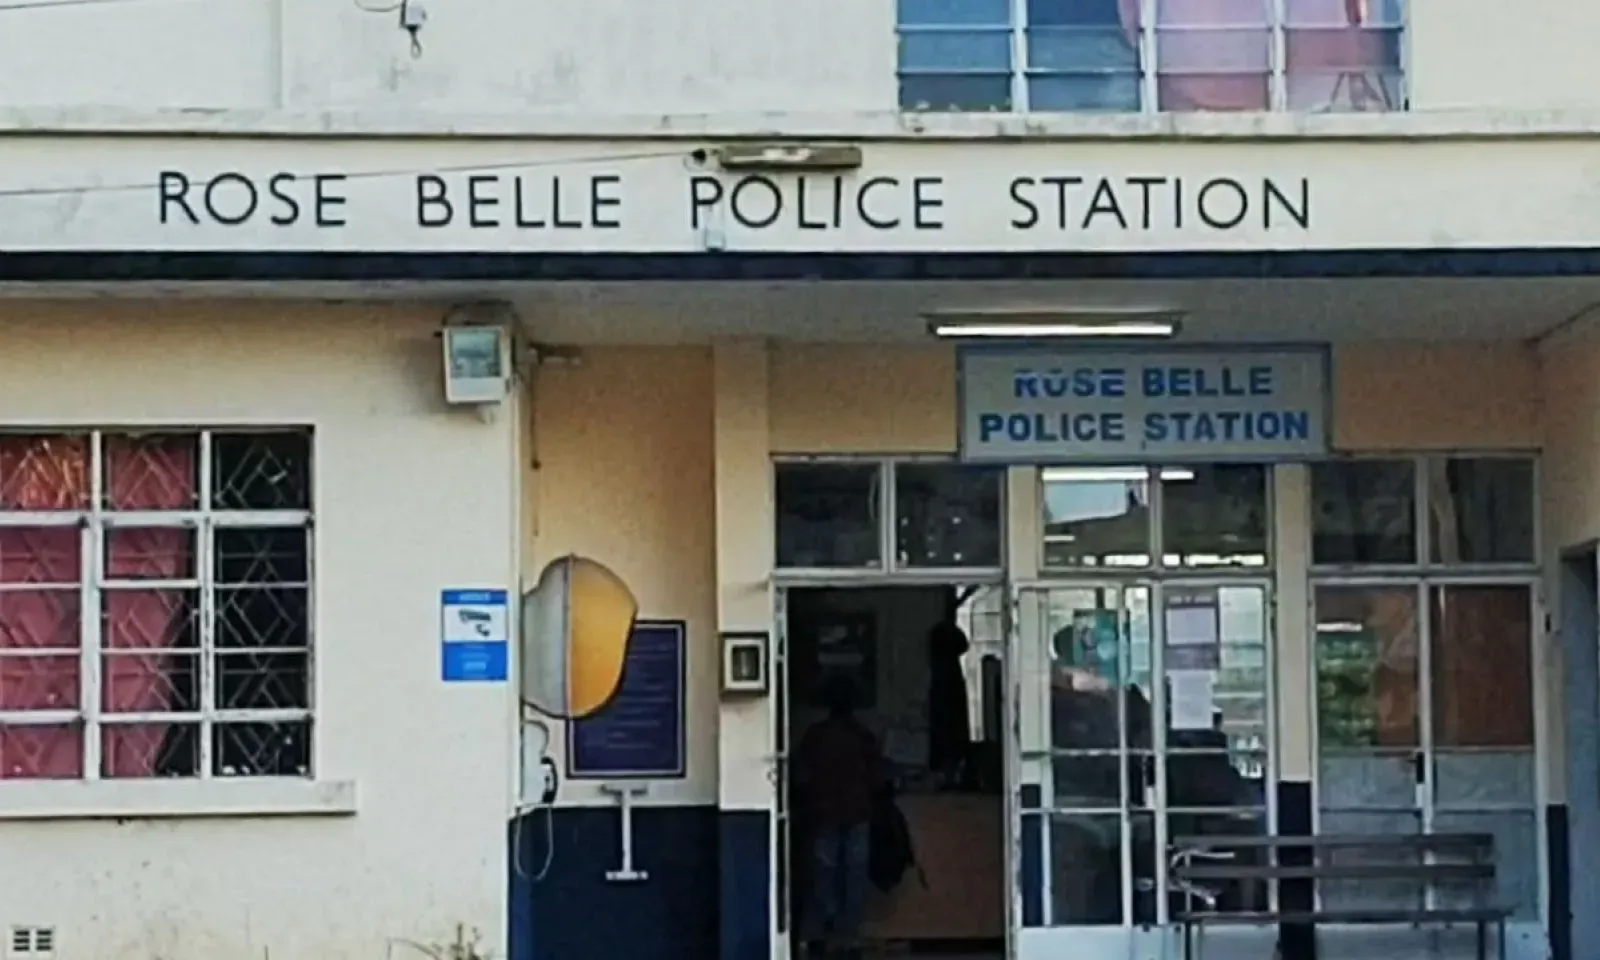 ROSE BELLE POLICE STATION
ROSE BELLE
POLICE STATION